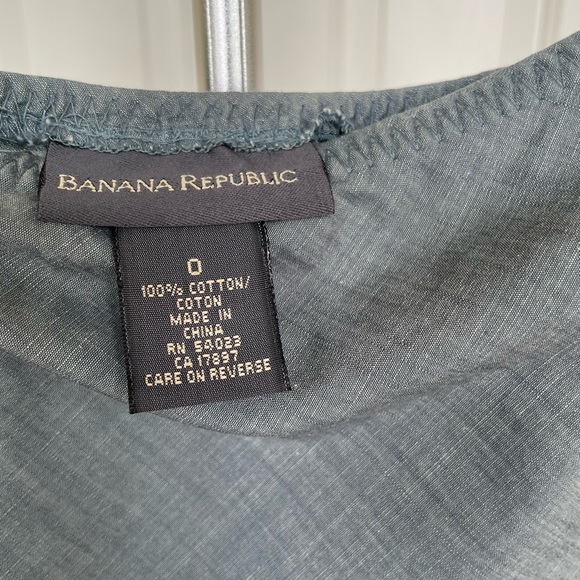 BANANA REPUBLIC
0
100% COTTON/
COTON
MADE IN
CHINA
RN 54023
CA 17897
CARE ON REVERSE